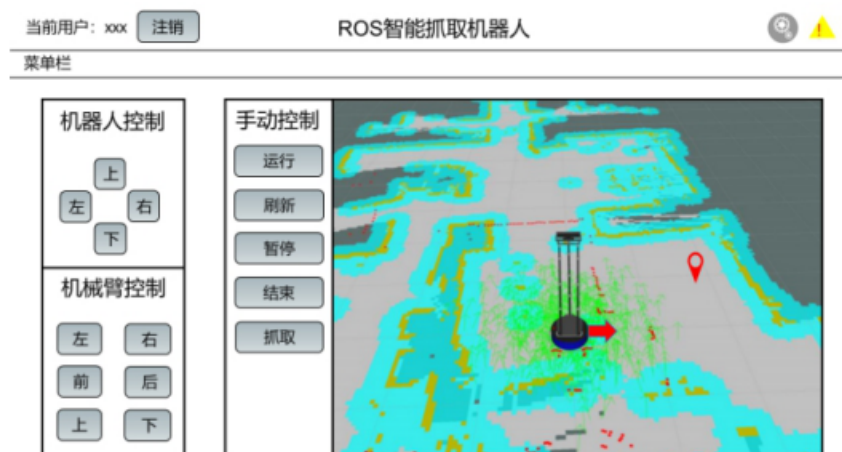 当前用户：xxx 注销 ROS智能抓取机器人
菜单栏
机器人控制
上
左 右
下
机械臂控制
左 右
前 后
上 下
手动控制
运行
刷新
暂停
结束
抓取